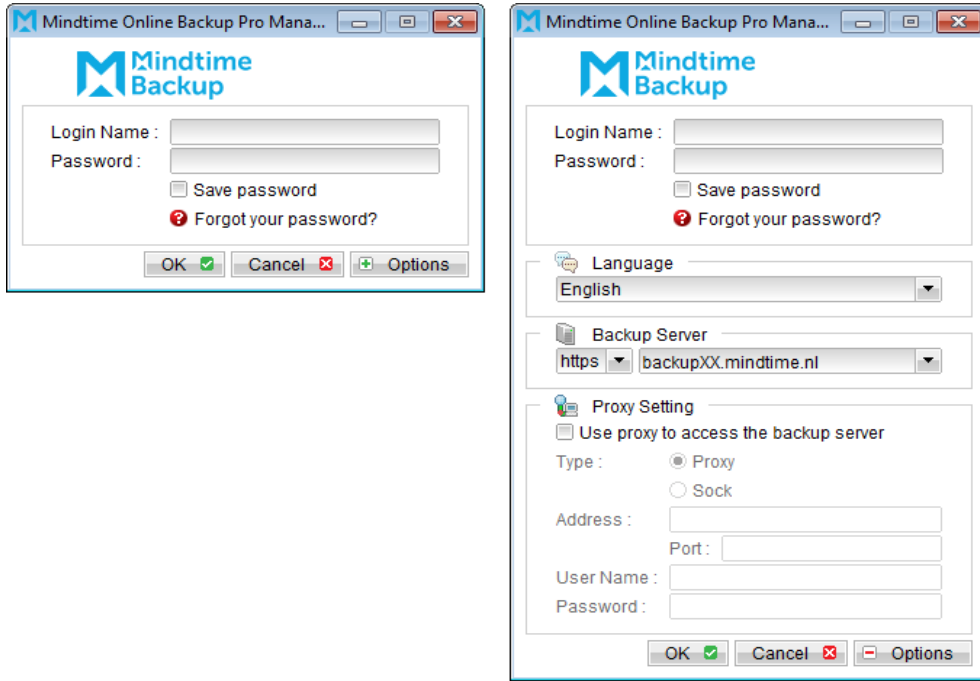 Mindtime Online Backup Pro Mana...
Mindtime
Backup
Login Name :
Password :
Save password
Forgot your password?
OK Cancel Options
Mindtime Online Backup Pro Mana...
Mindtime
Backup
Login Name :
Password :
Save password
Forgot your password?
Language
English
Backup Server
https backupXX.mindtime.nl
Proxy Setting
Use proxy to access the backup server
Type : Proxy
Sock
Address :
Port :
User Name :
Password :
OK Cancel Options